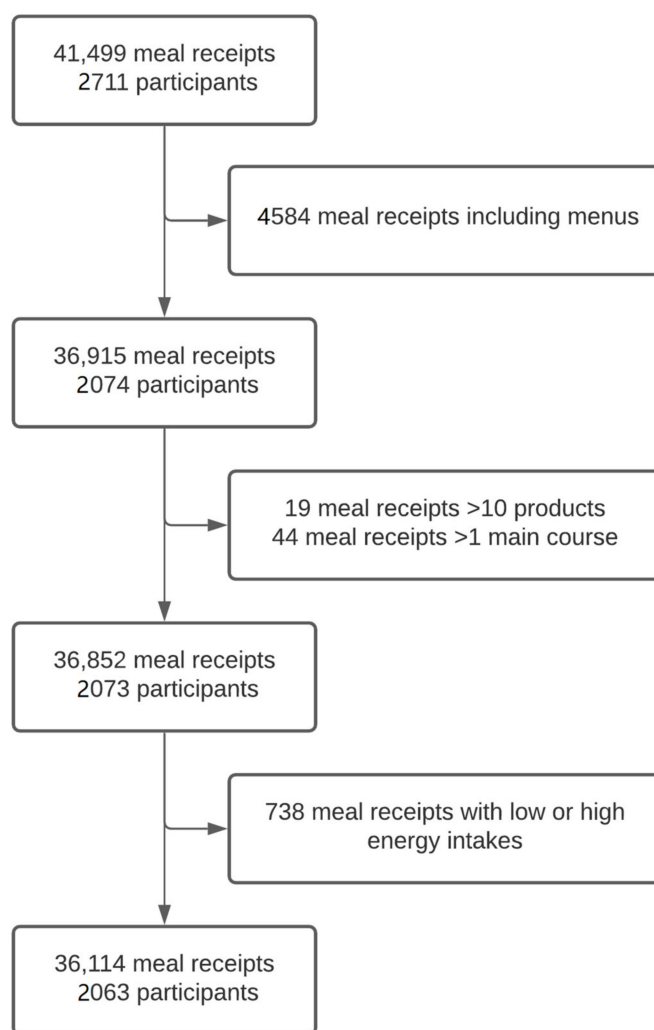 41,499 meal receipts
2711 participants
4584 meal receipts including menus
36,915 meal receipts
2074 participants
19 meal receipts >10 products
44 meal receipts >1 main course
36,852 meal receipts
2073 participants
738 meal receipts with low or high
energy intakes
36,114 meal receipts
2063 participants